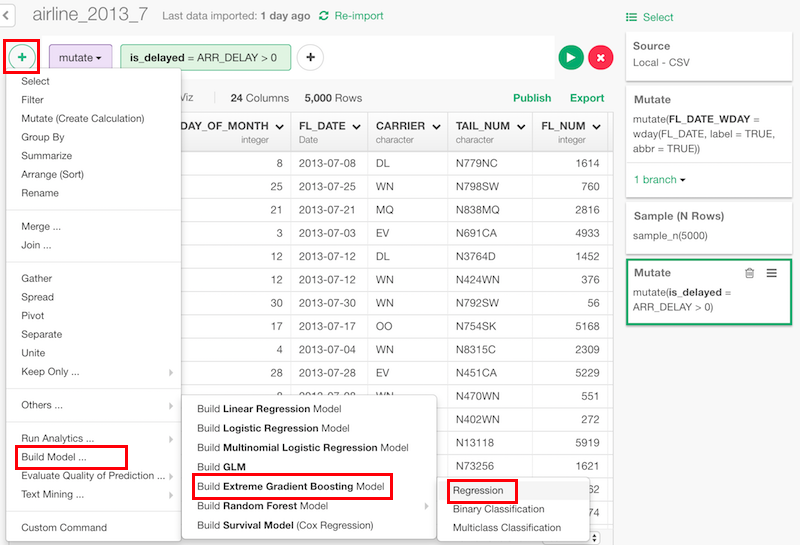 airline_2013_7 Last data imported: 1 day ago Re-import
+ mutate is_delayed = ARR_DELAY > 0 +
Select
Filter
Mutate (Create Calculation)
Group By
Summarize
Arrange (Sort)
Rename
Merge ...
Join ...
Gather
Spread
Pivot
Separate
Unite
Keep Only ...
Others ...
Run Analytics ...
Build Model ...
Evaluate Quality of Prediction ...
Text Mining ...
Custom Command
Viz 24 Columns 5,000 Rows Publish Export
DAY_OF_MONTH FL_DATE CARRIER TAIL_NUM FL_NUM
integer Date character character integer
8 2013-07-08 DL N779NC 1614
25 2013-07-25 WN N798SW 760
21 2013-07-21 MQ N838MQ 2816
3 2013-07-03 EV N691CA 4933
12 2013-07-12 DL N3764D 1452
12 2013-07-12 WN N424WN 376
30 2013-07-30 WN N792SW 56
17 2013-07-17 OO N754SK 5168
4 2013-07-04 WN N8315C 2309
28 2013-07-28 EV N451CA 5229
N470WN 551
N402WN 272
N13118 5919
N73256 1621
62
74
Build Linear Regression Model
Build Logistic Regression Model
Build Multinomial Logistic Regression Model
Build GLM
Build Extreme Gradient Boosting Model
Build Random Forest Model
Build Survival Model (Cox Regression)
Regression
Binary Classification
Multiclass Classification
Select
Source
Local - CSV
Mutate
mutate(FL_DATE_WDAY =
wday(FL_DATE, label = TRUE,
abbr = TRUE))
1 branch
Sample (N Rows)
sample_n(5000)
Mutate
mutate(is_delayed =
ARR_DELAY > 0)